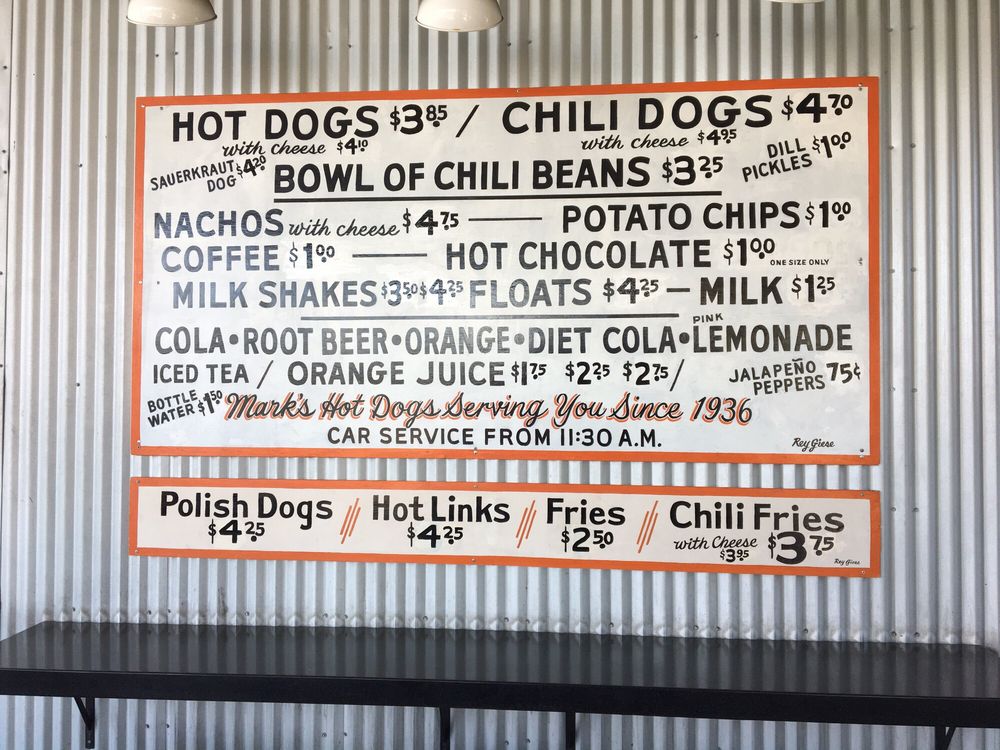 HOT DOGS $3.85 / CHILI DOGS $4.70
with cheese $4.10 with cheese $4.95
SAUERKRAUT DOG $4.20
BOWL OF CHILI BEANS $3.25
DILL PICKLES $1.00
NACHOS with cheese $4.75 — POTATO CHIPS $1.00
COFFEE $1.00 — HOT CHOCOLATE $1.00 ONE SIZE ONLY
MILK SHAKES $3.50 $4.25 FLOATS $4.25 — MILK $1.25
COLA • ROOT BEER • ORANGE • DIET COLA • PINK LEMONADE
ICED TEA / ORANGE JUICE $1.75 $2.25 $2.75 /
JALAPEÑO PEPPERS 75¢
BOTTLE WATER $1.50
Mark's Hot Dogs Serving You Since 1936
CAR SERVICE FROM 11:30 A.M.
Rey Giese
Polish Dogs /// Hot Links /// Fries /// Chili Fries
$4.25 $4.25 $2.50 with Cheese $3.95 $3.75
Rey Giese